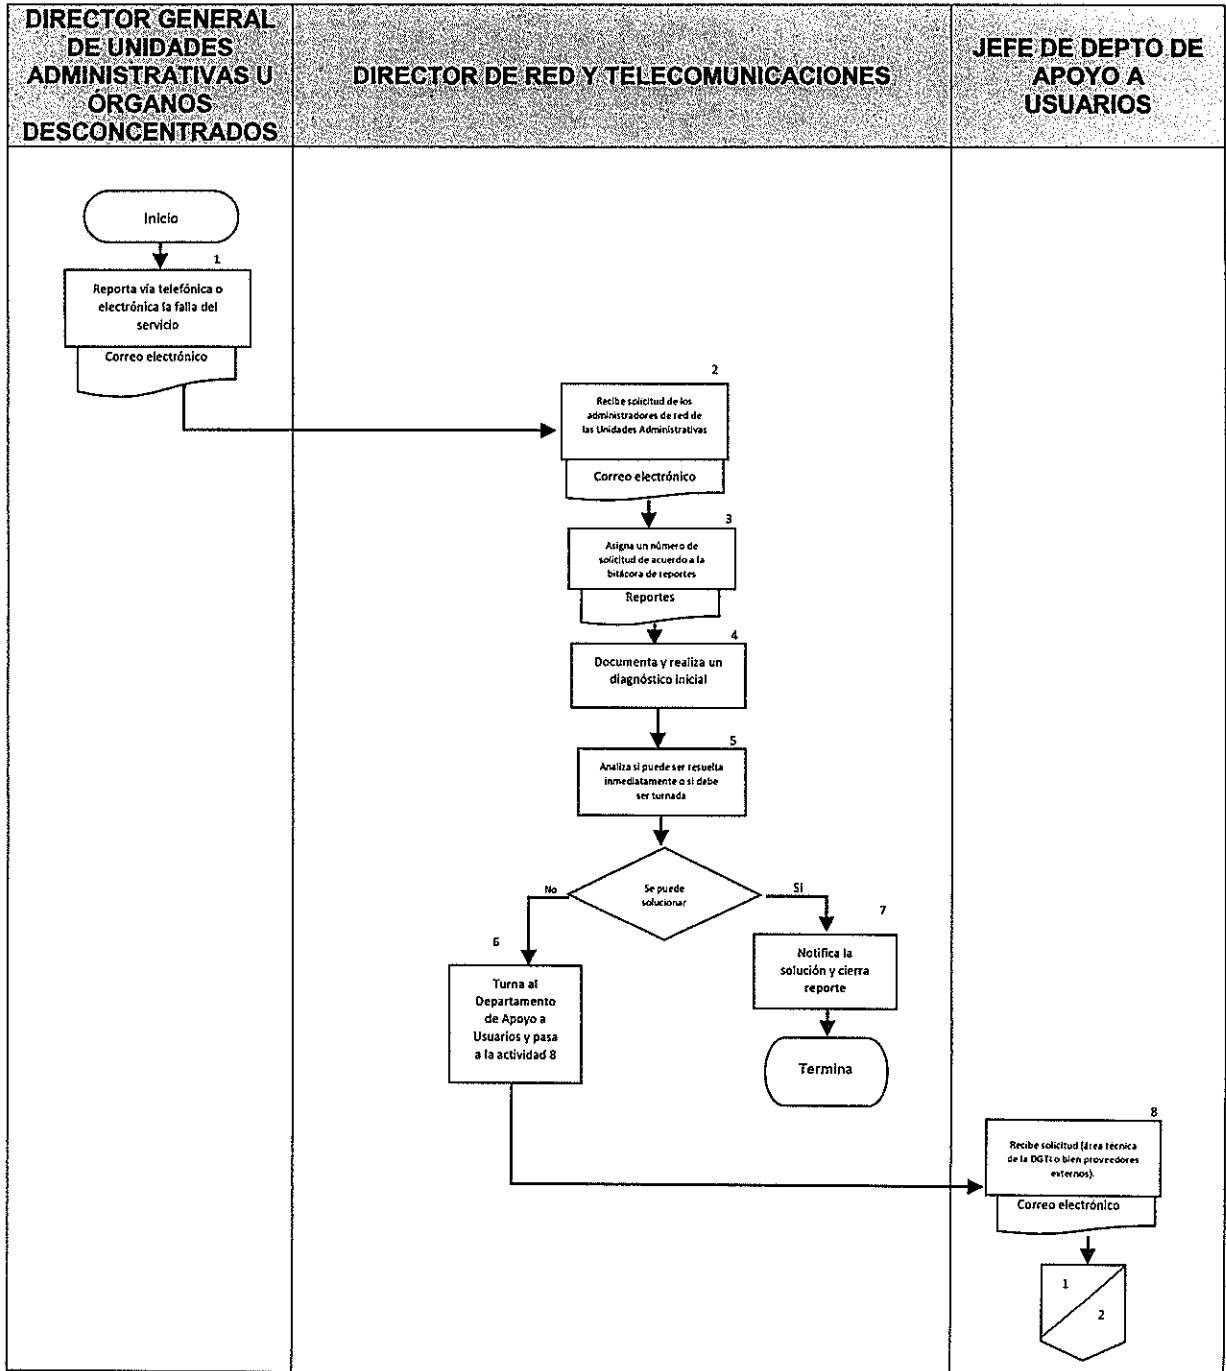 DIRECTOR GENERAL
DE UNIDADES
ADMINISTRATIVAS U
ÓRGANOS
DESCONCENTRADOS
DIRECTOR DE RED Y TELECOMUNICACIONES
JEFE DE DEPTO DE
APOYO A
USUARIOS
Inicio
1
Reporta vía telefónica o
electrónica la falla del
servicio
Correo electrónico
2
Recibe solicitud de los
administradores de red de
las Unidades Administrativas
Correo electrónico
3
Asigna un número de
solicitud de acuerdo a la
bitácora de reportes
Reportes
4
Documenta y realiza un
diagnóstico inicial
5
Analiza si puede ser resuelta
inmediatamente o si debe
ser turnada
Se puede
solucionar
No
Si
6
Turna al
Departamento
de Apoyo a
Usuarios y pasa
a la actividad 8
7
Notifica la
solución y cierra
reporte
Termina
8
Recibe solicitud (área técnica
de la DGTI o bien proveedores
externos).
Correo electrónico
1
2